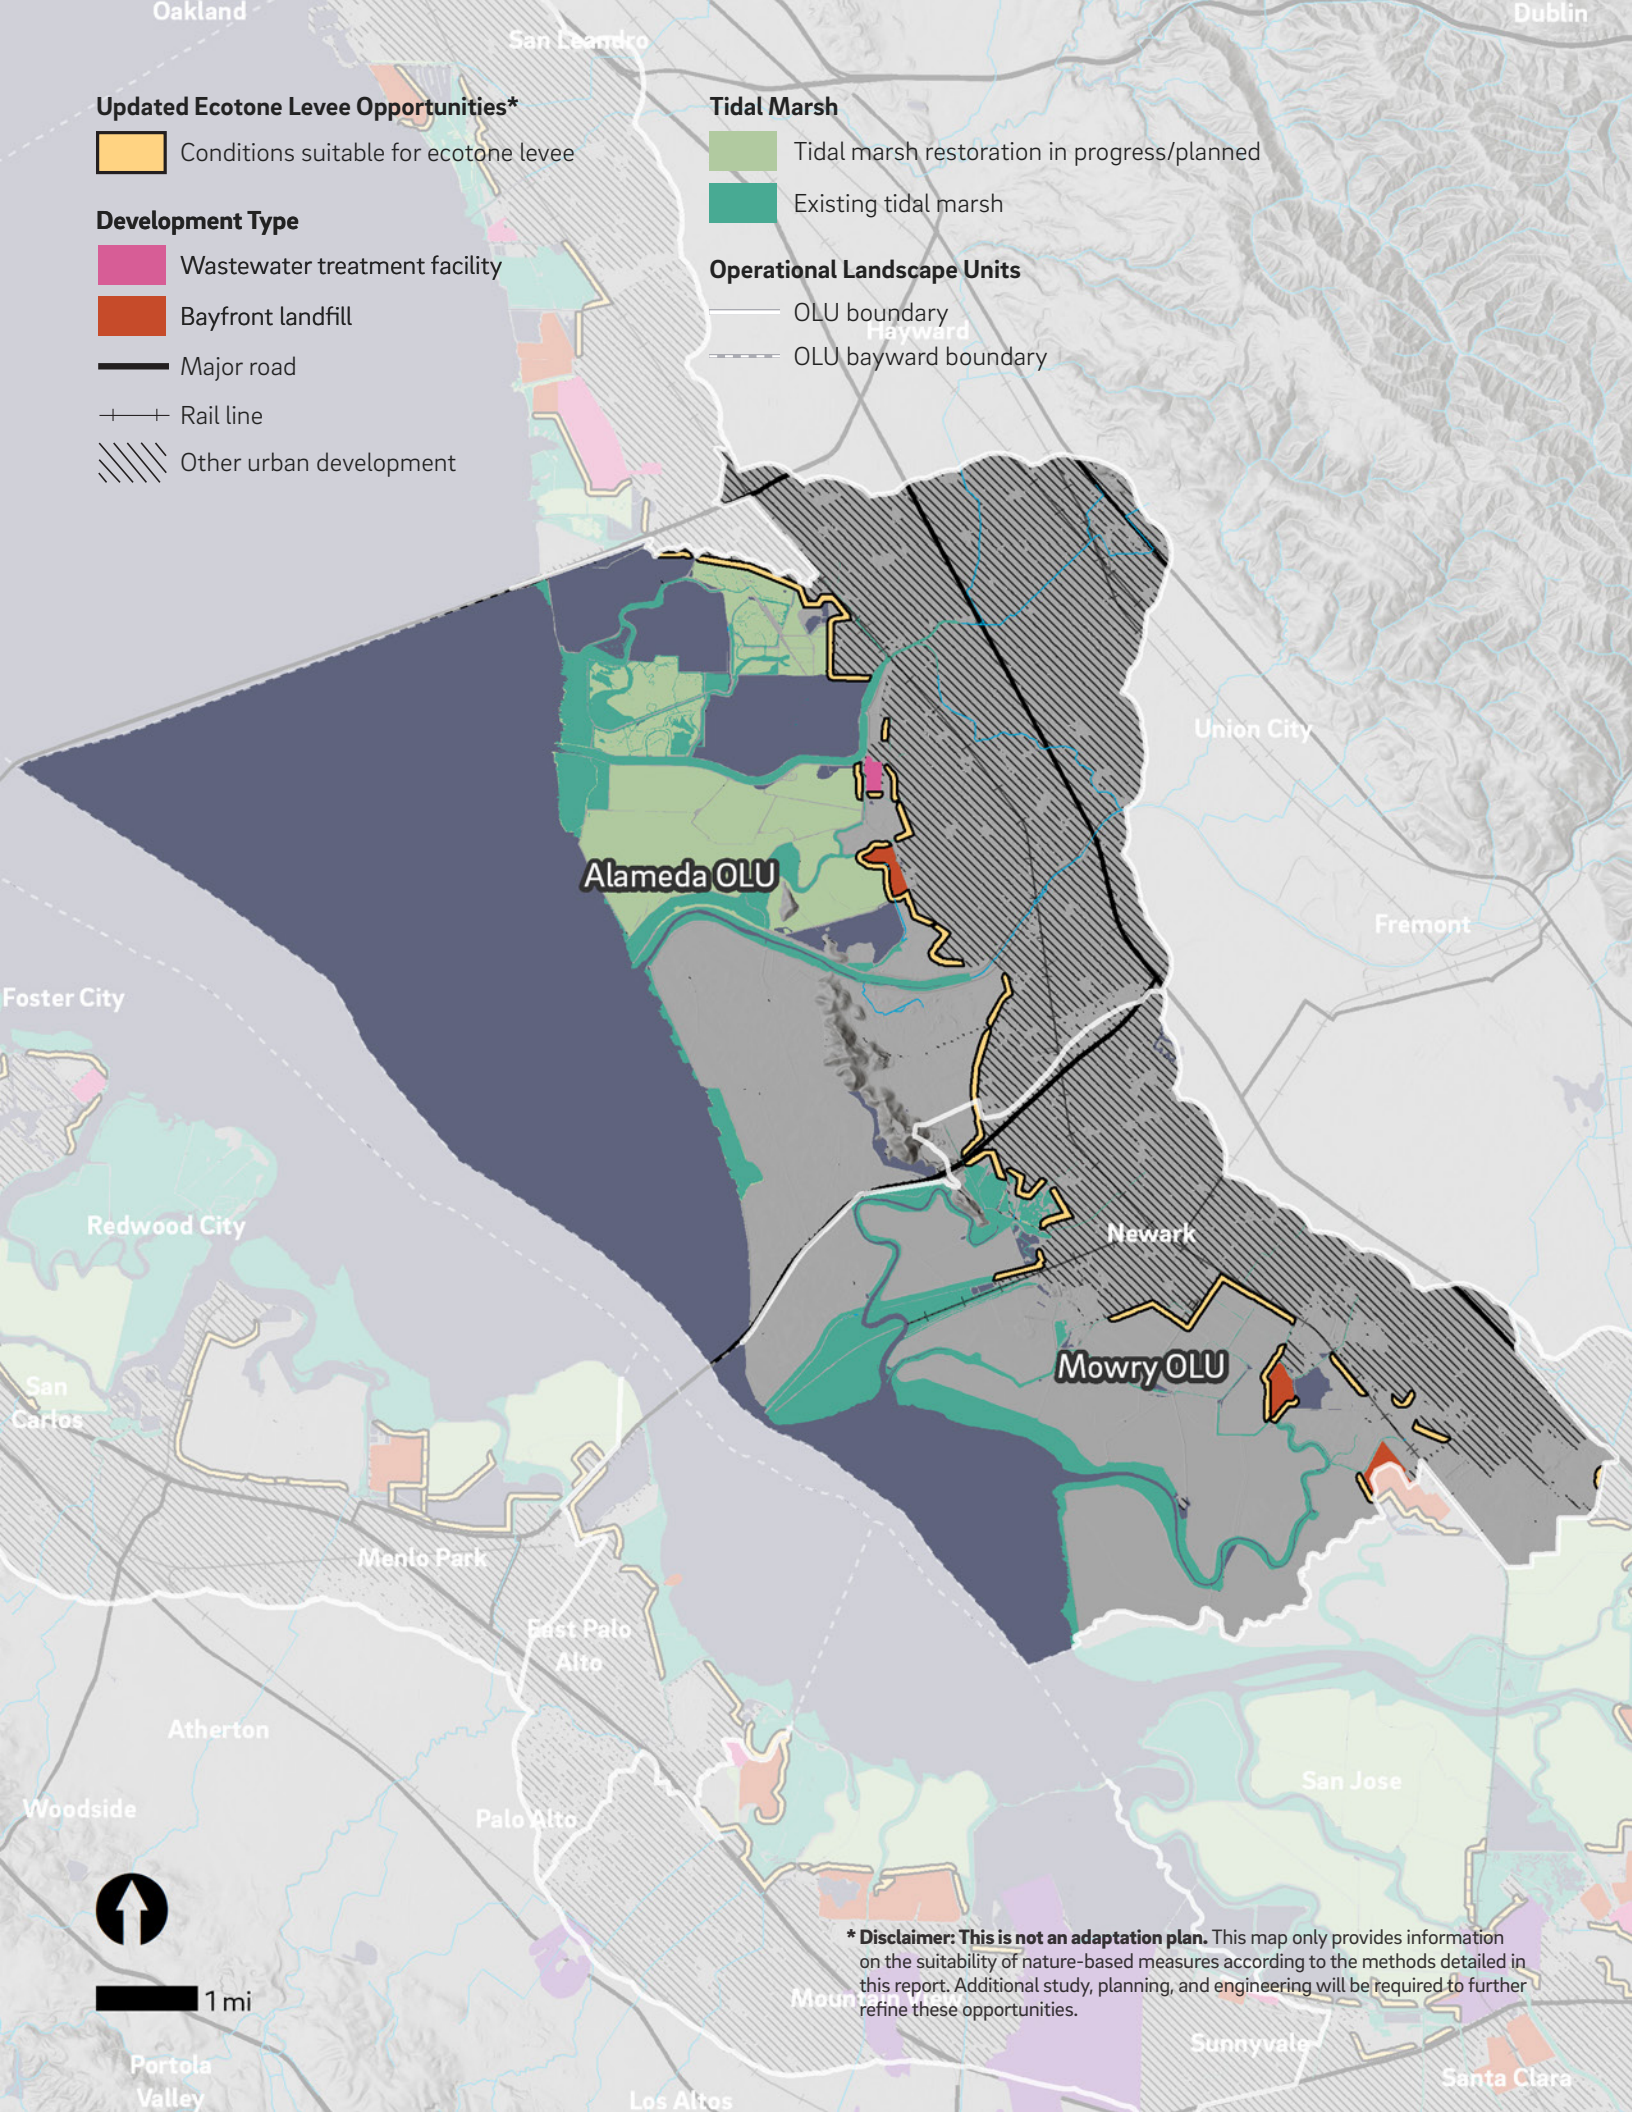 Oakland
San Leandro
Dublin
Updated Ecotone Levee Opportunities*
Conditions suitable for ecotone levee
Development Type
Wastewater treatment facility
Bayfront landfill
Major road
Rail line
Other urban development
Tidal Marsh
Tidal marsh restoration in progress/planned
Existing tidal marsh
Operational Landscape Units
OLU boundary
Hayward
OLU bayward boundary
Union City
Alameda OLU
Fremont
Foster City
Redwood City
Newark
Mowry OLU
San
Carlos
Menlo Park
East Palo
Alto
Atherton
San Jose
Woodside
Palo Alto
* Disclaimer: This is not an adaptation plan. This map only provides information
on the suitability of nature-based measures according to the methods detailed in
this report. Additional study, planning, and engineering will be required to further
refine these opportunities.
Mountain View
1 mi
Sunnyvale
Portola
Valley
Los Altos
Santa Clara